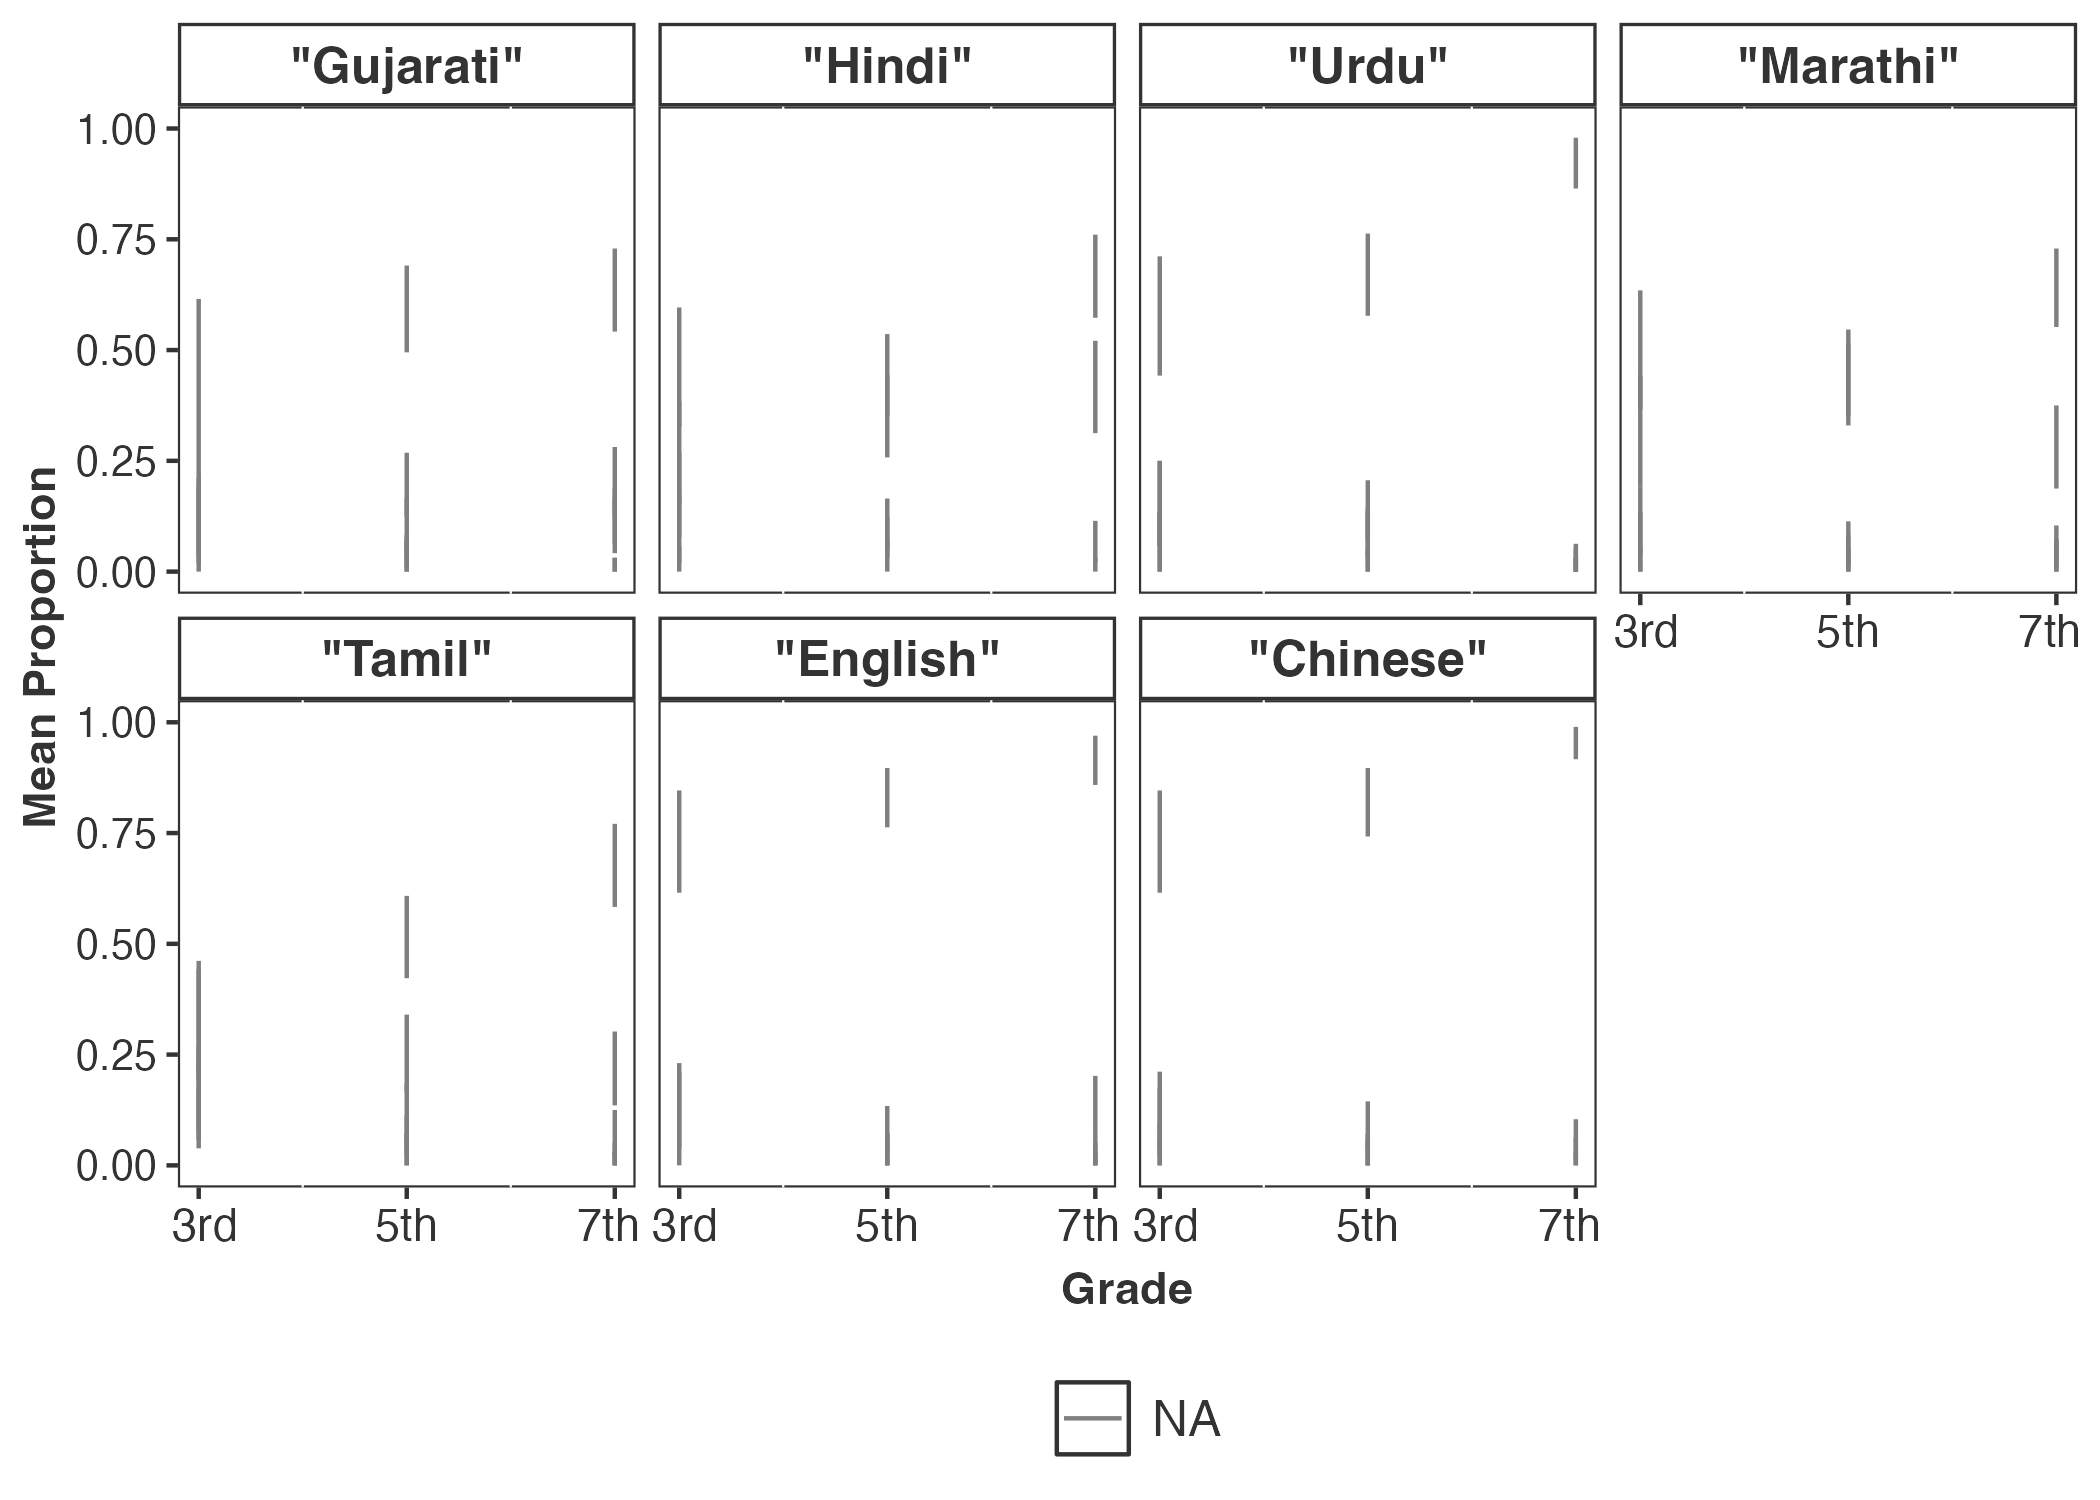 "Gujarati" "Hindi" "Urdu" "Marathi"
1.00
0.75
0.50
0.25
0.00
3rd 5th 7th
Mean Proportion
"Tamil" "English" "Chinese"
1.00
0.75
0.50
0.25
0.00
3rd 5th 7th 3rd 5th 7th 3rd 5th 7th
Grade
NA